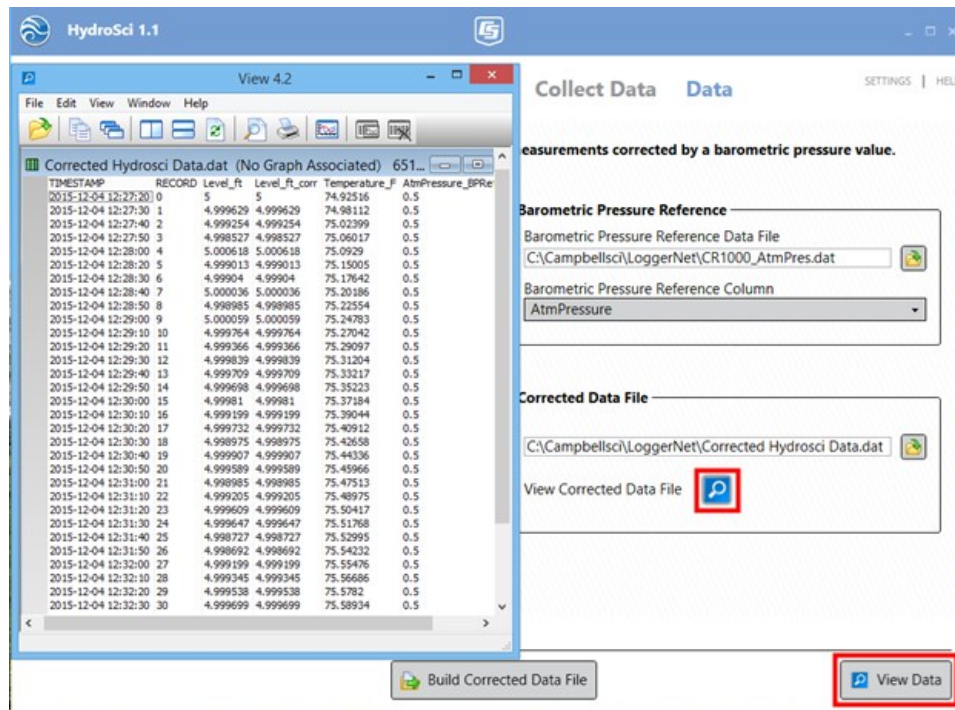 HydroSci 1.1
View 4.2
File Edit View Window Help
Corrected Hydrosci Data.dat (No Graph Associated) 651...
TIMESTAMP RECORD Level_ft Level_ft_corr Temperature_F AtmPressure_BPRe
2015-12-04 12:27:20 0 5 5 74.92516 0.5
2015-12-04 12:27:30 1 4.999629 4.999629 74.98112 0.5
2015-12-04 12:27:40 2 4.999254 4.999254 75.02399 0.5
2015-12-04 12:27:50 3 4.998527 4.998527 75.06017 0.5
2015-12-04 12:28:00 4 5.000618 5.000618 75.0929 0.5
2015-12-04 12:28:20 5 4.999013 4.999013 75.15005 0.5
2015-12-04 12:28:30 6 4.99904 4.99904 75.17642 0.5
2015-12-04 12:28:40 7 5.000036 5.000036 75.20186 0.5
2015-12-04 12:28:50 8 4.998985 4.998985 75.22554 0.5
2015-12-04 12:29:00 9 5.000059 5.000059 75.24783 0.5
2015-12-04 12:29:10 10 4.999764 4.999764 75.27042 0.5
2015-12-04 12:29:20 11 4.999366 4.999366 75.29097 0.5
2015-12-04 12:29:30 12 4.999839 4.999839 75.31204 0.5
2015-12-04 12:29:40 13 4.999709 4.999709 75.33217 0.5
2015-12-04 12:29:50 14 4.999698 4.999698 75.35223 0.5
2015-12-04 12:30:00 15 4.99981 4.99981 75.37184 0.5
2015-12-04 12:30:10 16 4.999199 4.999199 75.39044 0.5
2015-12-04 12:30:20 17 4.999732 4.999732 75.40912 0.5
2015-12-04 12:30:30 18 4.998975 4.998975 75.42658 0.5
2015-12-04 12:30:40 19 4.999907 4.999907 75.44336 0.5
2015-12-04 12:30:50 20 4.999589 4.999589 75.45966 0.5
2015-12-04 12:31:00 21 4.998985 4.998985 75.47513 0.5
2015-12-04 12:31:10 22 4.999205 4.999205 75.48975 0.5
2015-12-04 12:31:20 23 4.999609 4.999609 75.50417 0.5
2015-12-04 12:31:30 24 4.999647 4.999647 75.51768 0.5
2015-12-04 12:31:40 25 4.998727 4.998727 75.52995 0.5
2015-12-04 12:31:50 26 4.998692 4.998692 75.54232 0.5
2015-12-04 12:32:00 27 4.999199 4.999199 75.55476 0.5
2015-12-04 12:32:10 28 4.999345 4.999345 75.56686 0.5
2015-12-04 12:32:20 29 4.999538 4.999538 75.5782 0.5
2015-12-04 12:32:30 30 4.999699 4.999699 75.58934 0.5
Collect Data Data
SETTINGS | HEL
easurements corrected by a barometric pressure value.
Barometric Pressure Reference
Barometric Pressure Reference Data File
C:\Campbellsci\LoggerNet\CR1000_AtmPres.dat
Barometric Pressure Reference Column
AtmPressure
Corrected Data File
C:\Campbellsci\LoggerNet\Corrected Hydrosci Data.dat
View Corrected Data File
Build Corrected Data File
View Data